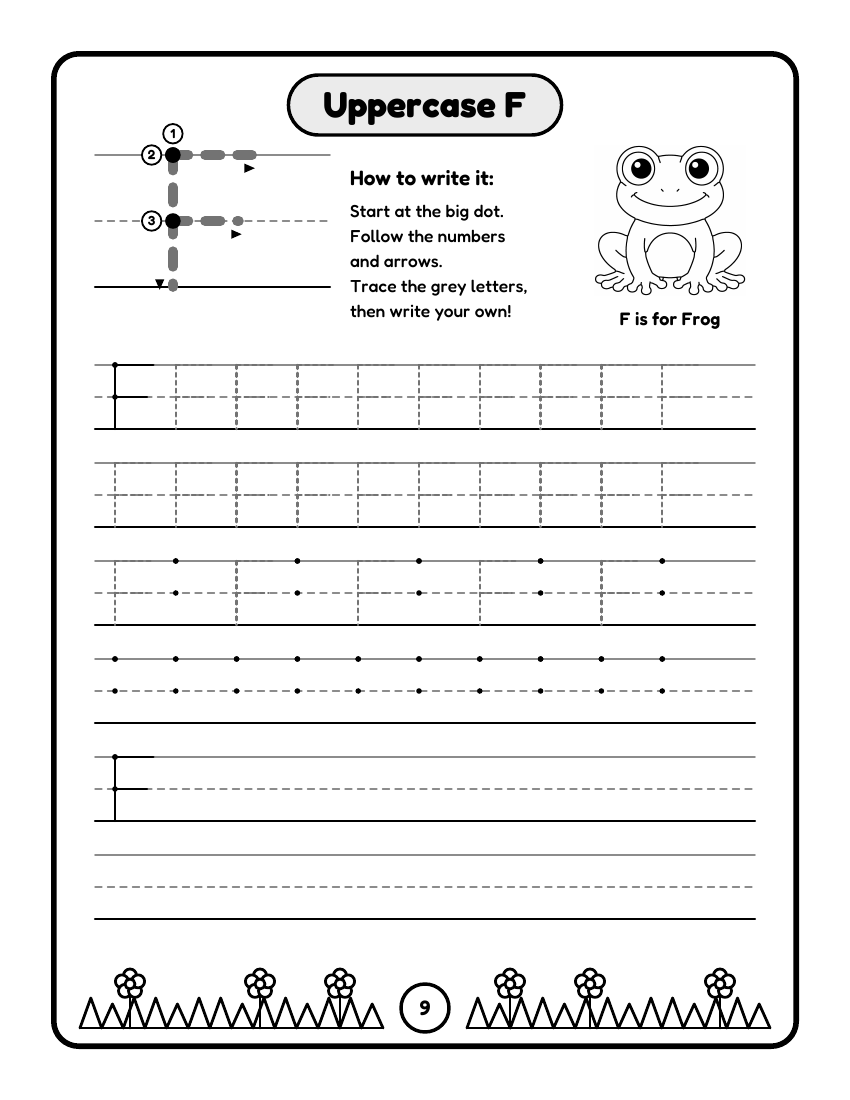 Uppercase F
1
2
3
How to write it:
Start at the big dot.
Follow the numbers
and arrows.
Trace the grey letters,
then write your own!
F is for Frog
F F F F F F F F F F
F F F F F F F F F F
F F F F F
F
9